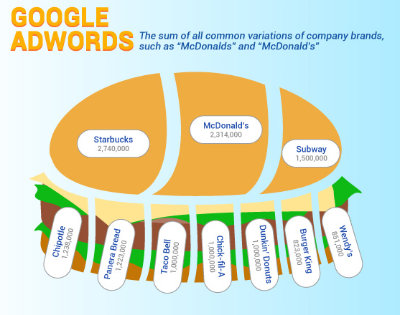 GOOGLE
ADWORDS
The sum of all common variations of company brands,
such as “McDonalds” and “McDonald's”
Starbucks
2,740,000
McDonald's
2,314,000
Subway
1,500,000
Chipotle
1,239,000
Panera Bread
1,223,000
Taco Bell
1,000,000
Chick-fil-A
1,000,000
Dunkin' Donuts
1,000,000
Burger King
823,000
Wendy's
851,000